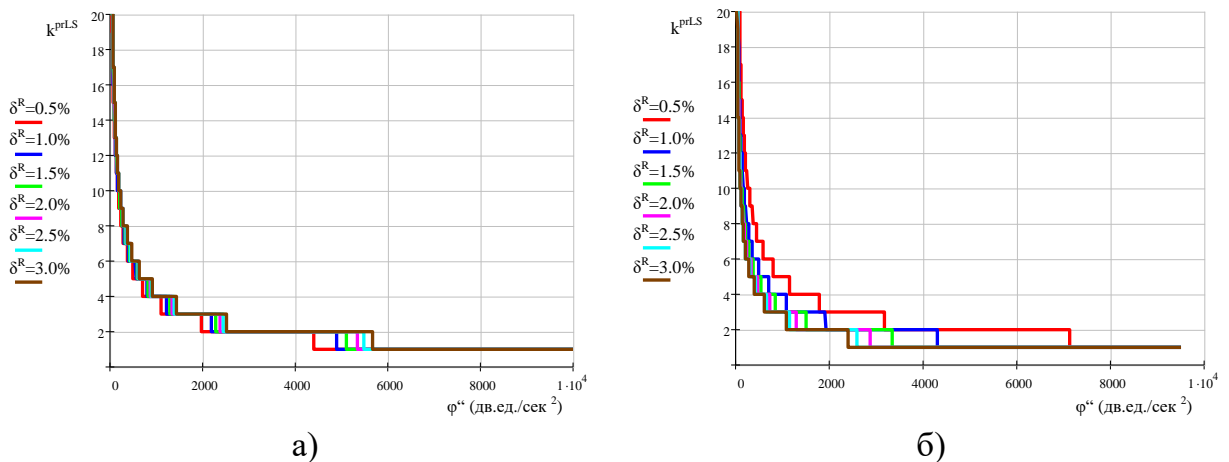 k^prLS
20
18
16
14
12
10
8
6
4
2
δ^R=0.5%
δ^R=1.0%
δ^R=1.5%
δ^R=2.0%
δ^R=2.5%
δ^R=3.0%
0 2000 4000 6000 8000 1·10^4
φ“ (дв.ед./сек ²)
а)
k^prLS
20
18
16
14
12
10
8
6
4
2
δ^R=0.5%
δ^R=1.0%
δ^R=1.5%
δ^R=2.0%
δ^R=2.5%
δ^R=3.0%
0 2000 4000 6000 8000 1·10^4
φ“ (дв.ед./сек ²)
б)